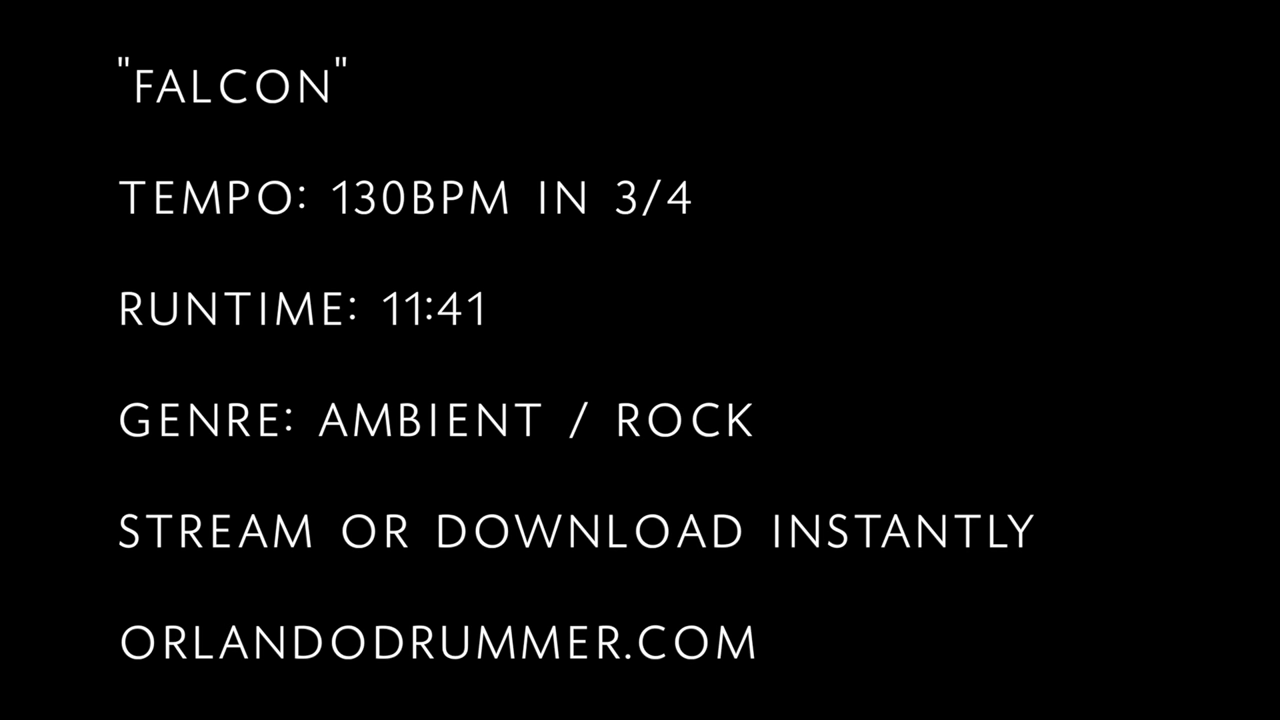 "FALCON"
TEMPO: 130BPM IN 3/4
RUNTIME: 11:41
GENRE: AMBIENT / ROCK
STREAM OR DOWNLOAD INSTANTLY
ORLANDODRUMMER.COM